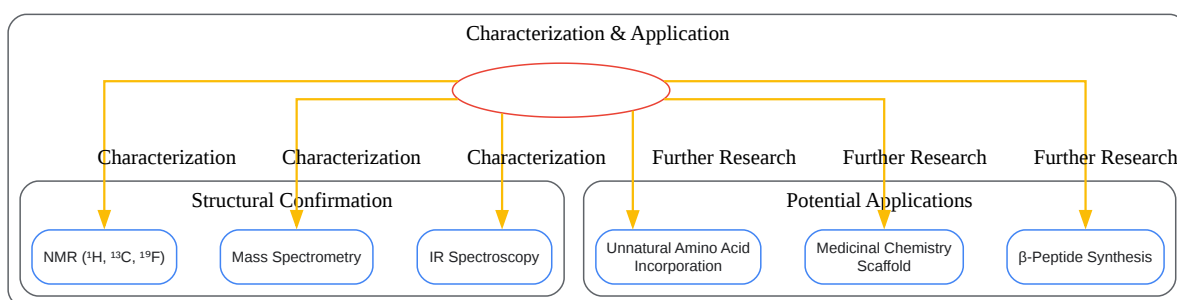 Characterization & Application
Characterization
Characterization
Characterization
Further Research
Further Research
Further Research
Structural Confirmation
Potential Applications
NMR (¹H, ¹³C, ¹⁹F)
Mass Spectrometry
IR Spectroscopy
Unnatural Amino Acid
Incorporation
Medicinal Chemistry
Scaffold
β-Peptide Synthesis